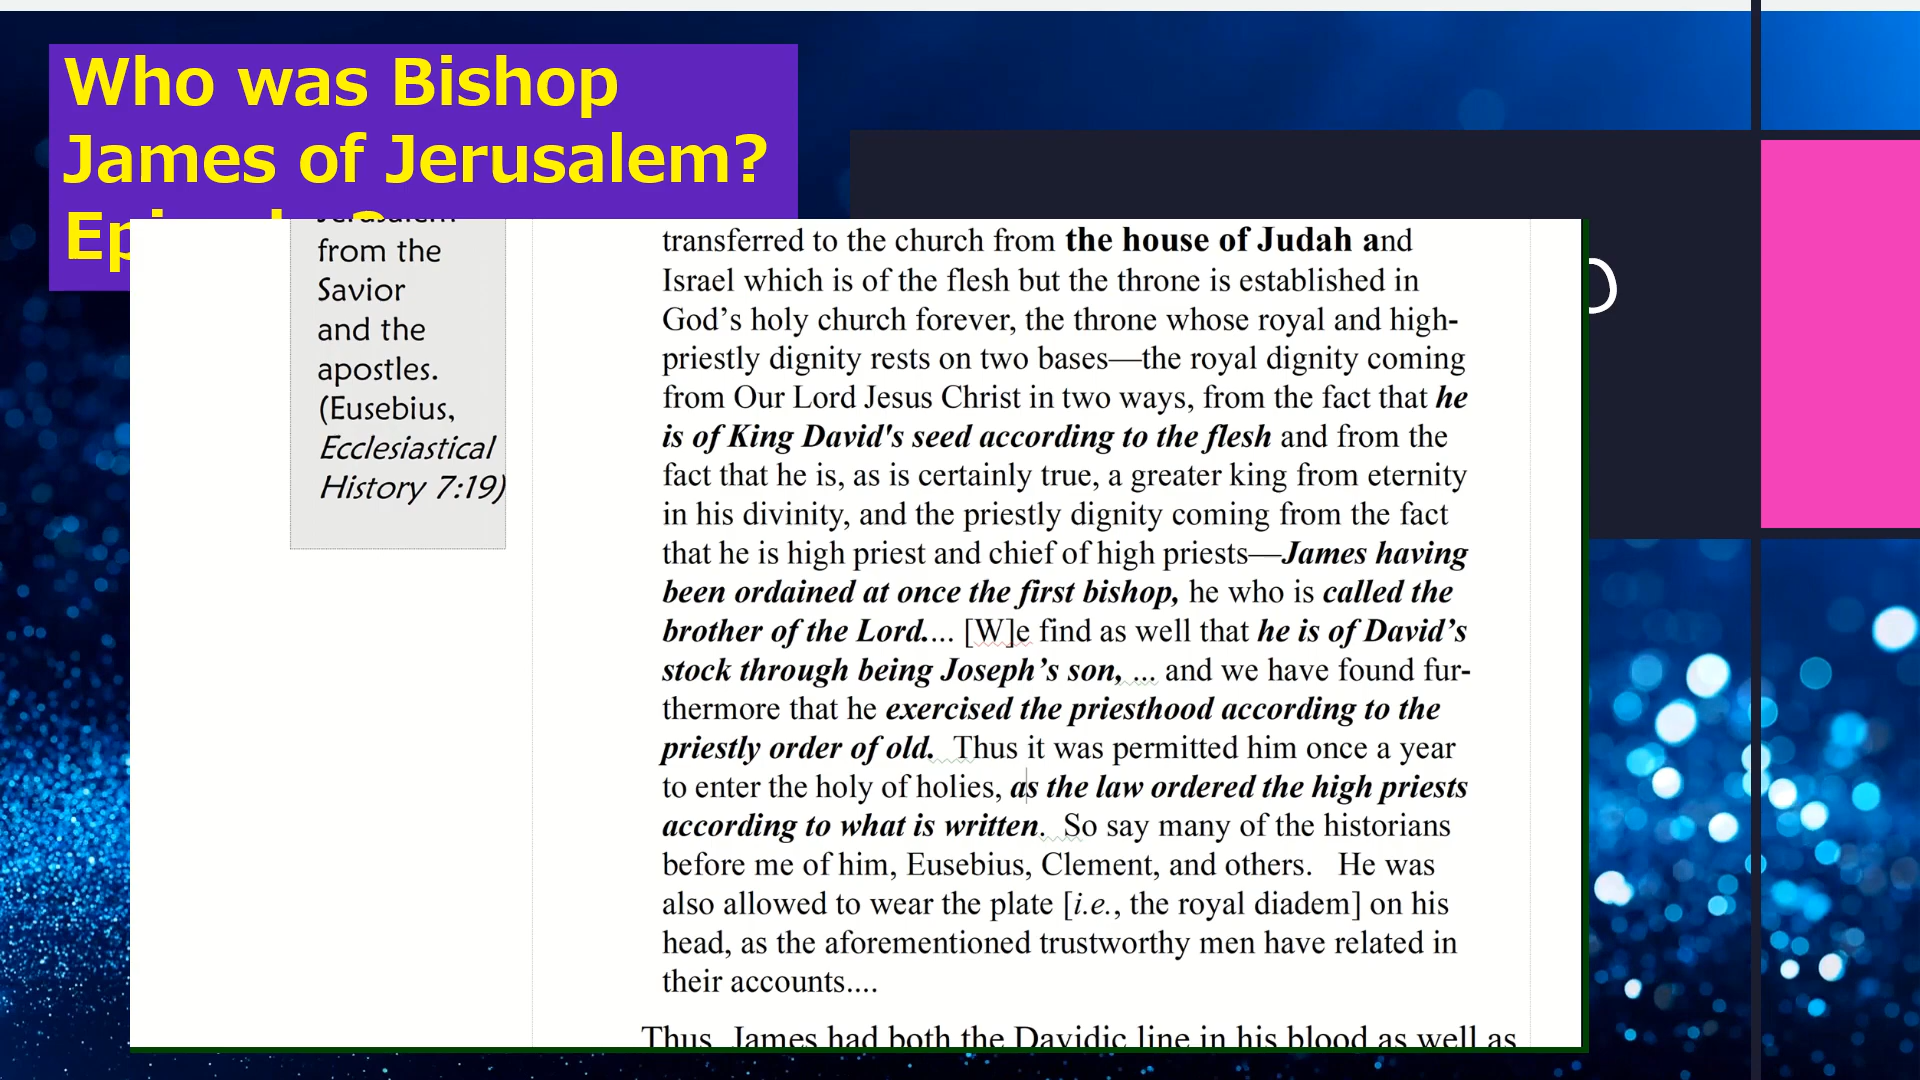 Who was Bishop
James of Jerusalem?
from the
Savior
and the
apostles.
(Eusebius,
Ecclesiastical
History 7:19)
transferred to the church from the house of Judah and
Israel which is of the flesh but the throne is established in
God’s holy church forever, the throne whose royal and high-
priestly dignity rests on two bases—the royal dignity coming
from Our Lord Jesus Christ in two ways, from the fact that he
is of King David's seed according to the flesh and from the
fact that he is, as is certainly true, a greater king from eternity
in his divinity, and the priestly dignity coming from the fact
that he is high priest and chief of high priests—James having
been ordained at once the first bishop, he who is called the
brother of the Lord.... [W]e find as well that he is of David’s
stock through being Joseph’s son, ... and we have found fur-
thermore that he exercised the priesthood according to the
priestly order of old. Thus it was permitted him once a year
to enter the holy of holies, as the law ordered the high priests
according to what is written. So say many of the historians
before me of him, Eusebius, Clement, and others. He was
also allowed to wear the plate [i.e., the royal diadem] on his
head, as the aforementioned trustworthy men have related in
their accounts....
Thus, James had both the Davidic line in his blood as well as